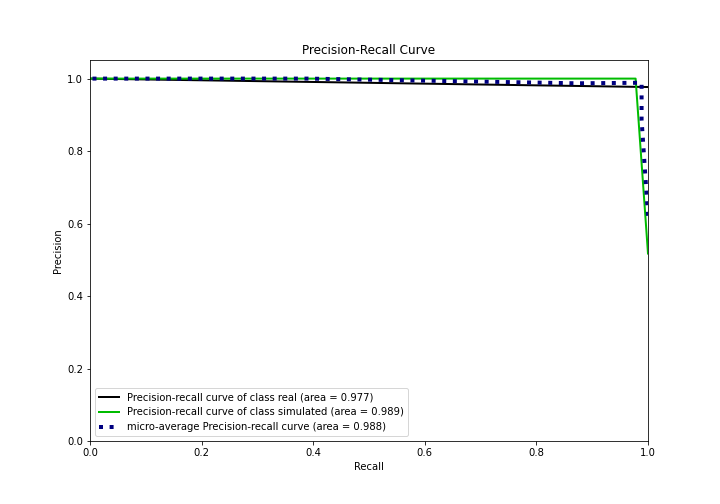 Precision-Recall Curve
1.0
0.8
0.6
0.4
0.2
0.0
Precision
Precision-recall curve of class real (area = 0.977)
Precision-recall curve of class simulated (area = 0.989)
micro-average Precision-recall curve (area = 0.988)
0.0 0.2 0.4 0.6 0.8 1.0
Recall